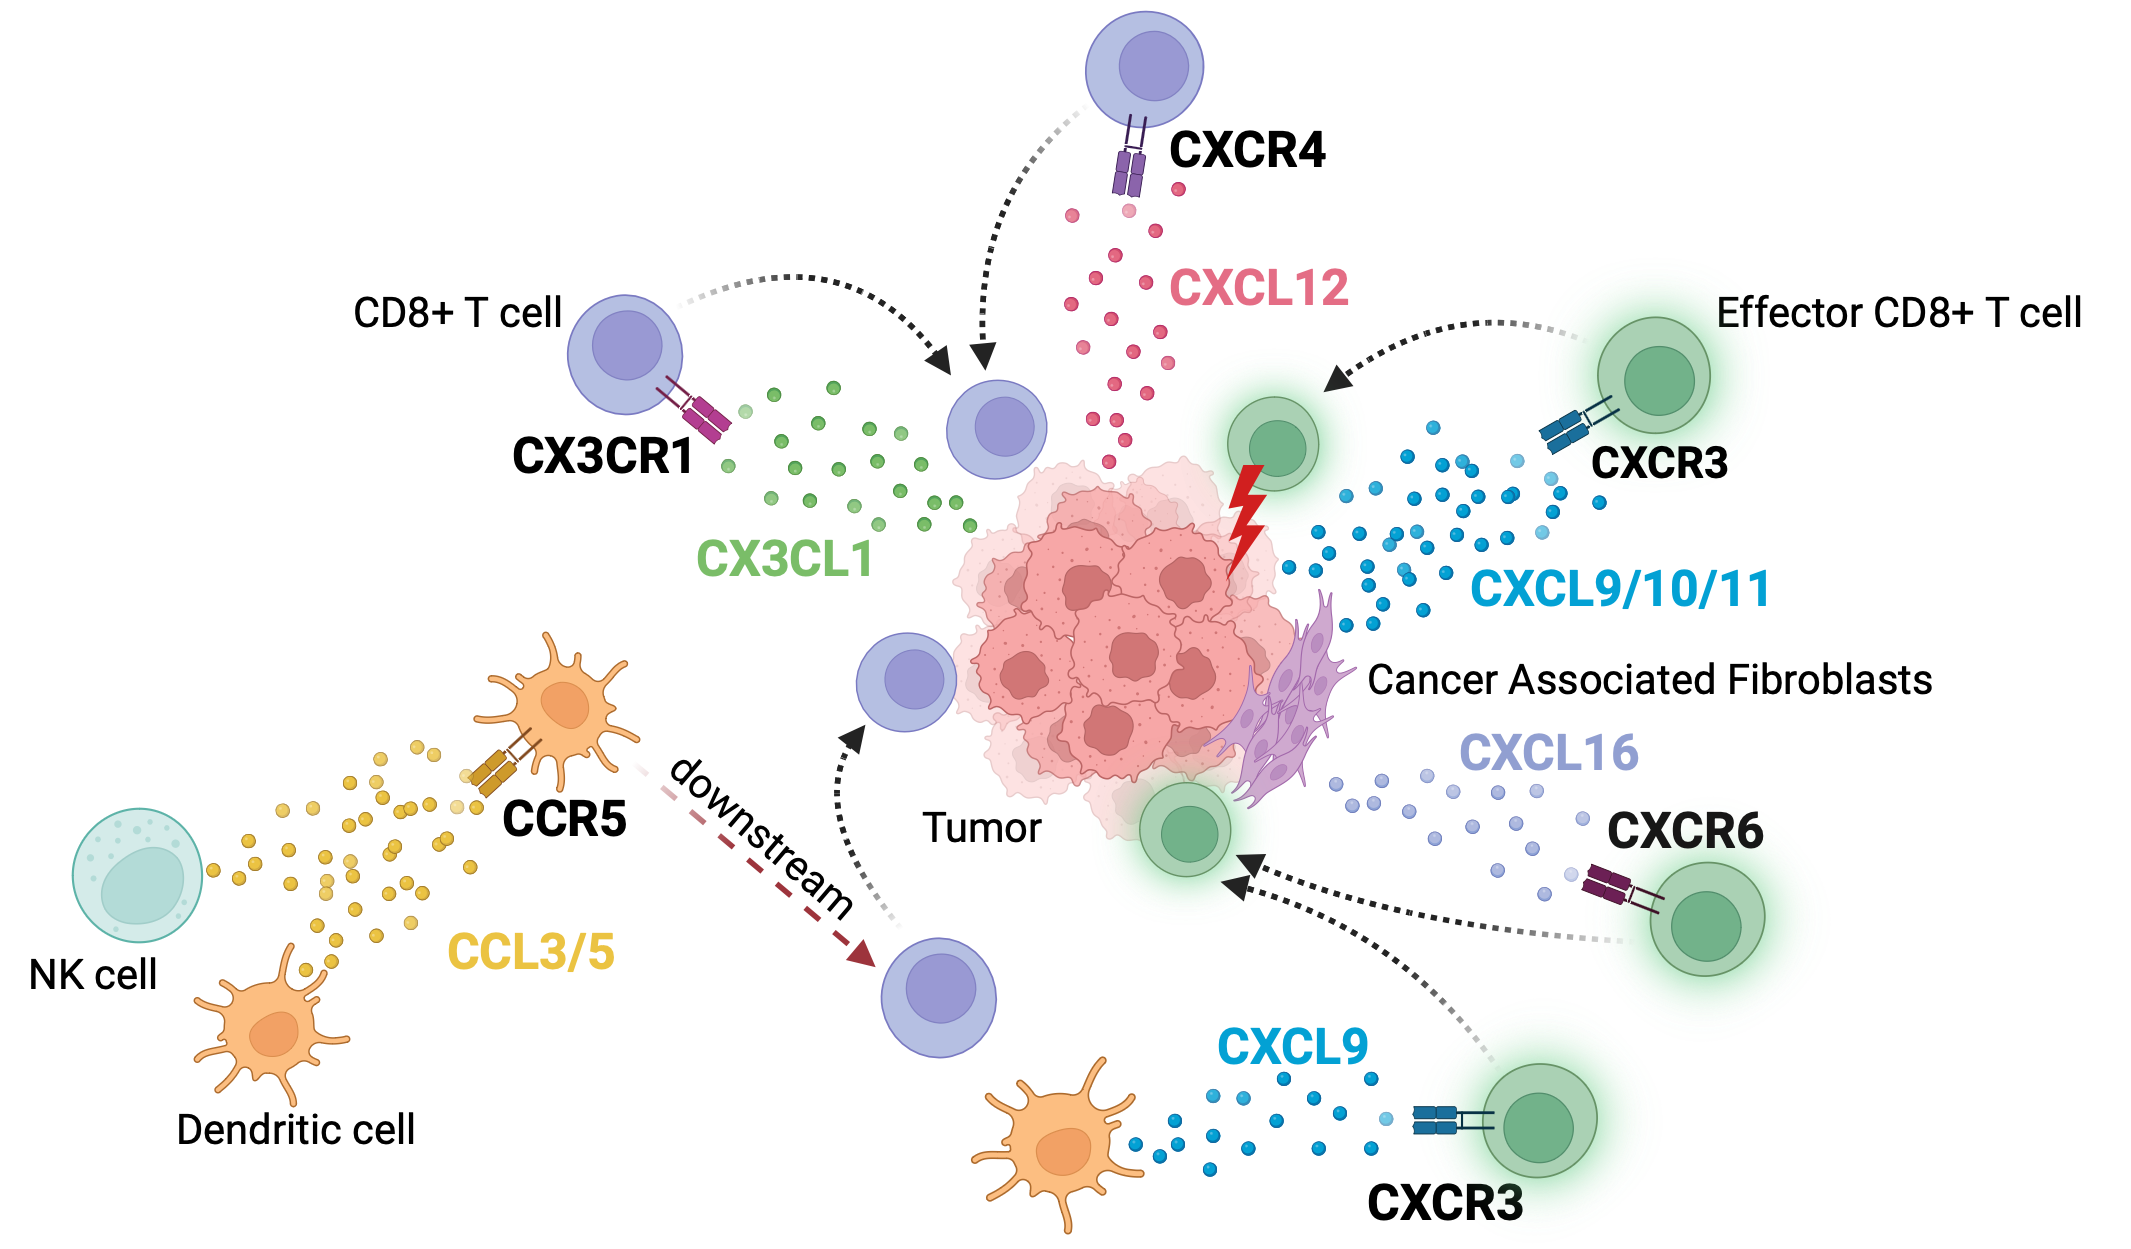 CXCR4
CXCL12
CD8+ T cell
Effector CD8+ T cell
CX3CR1
CXCR3
CX3CL1
CXCL9/10/11
Cancer Associated Fibroblasts
CXCL16
downstream
CCR5
Tumor
CXCR6
CCL3/5
NK cell
CXCL9
Dendritic cell
CXCR3